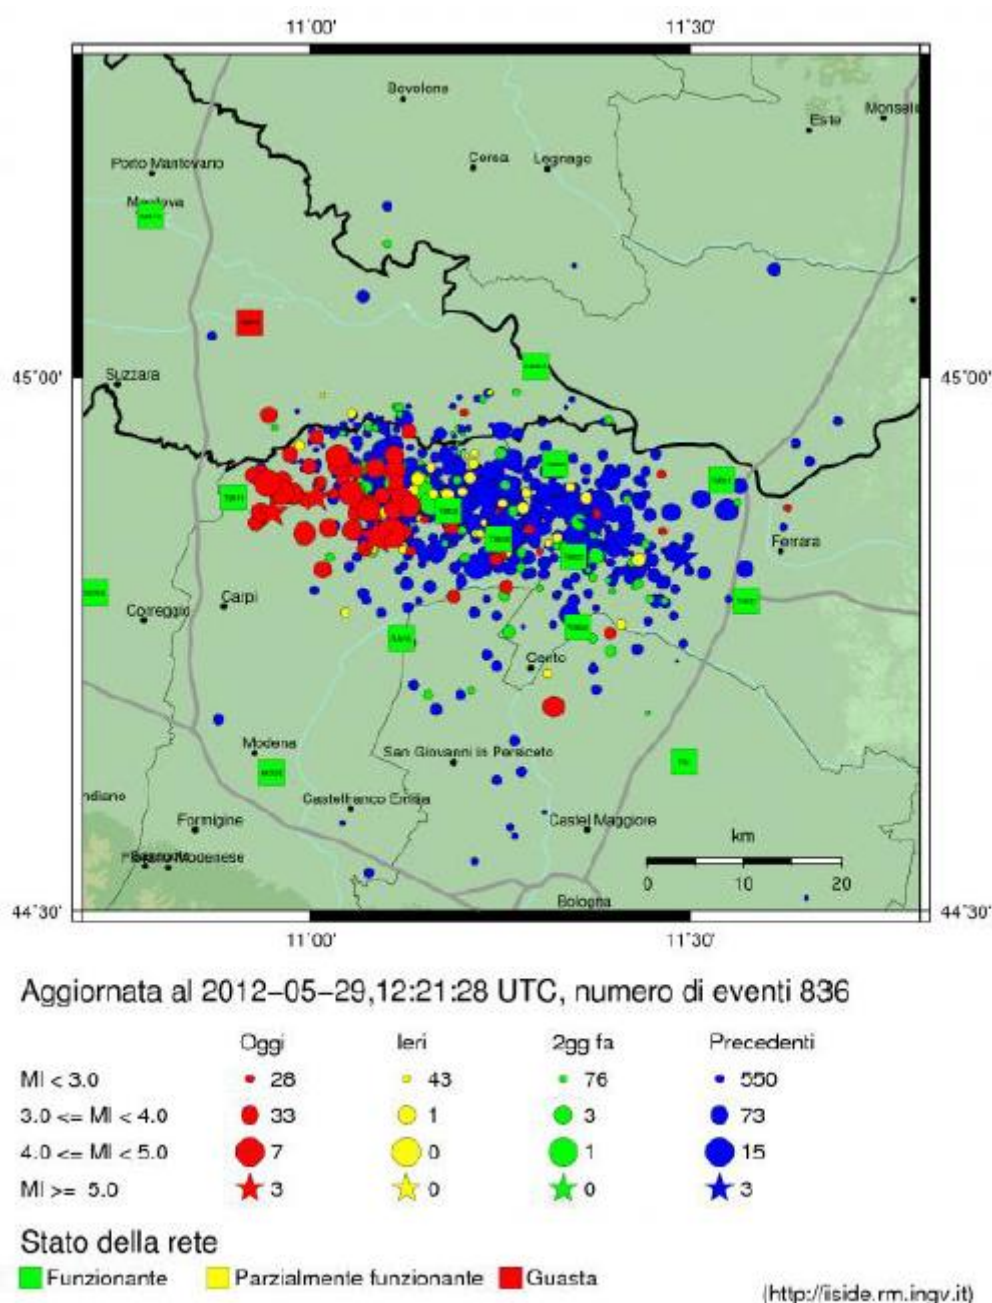 11°00'
11°30'
Bovolone
Este
Porto Mantovano
Cerea
Legnago
Mantova
45°00'
45°00'
Suzzara
Ferrara
Correggio
Carpi
Cento
Modena
San Giovanni in Persiceto
Castelfranco Emilia
Formigine
Castel Maggiore
km
0
10
20
Bologna
44°30'
44°30'
11°00'
11°30'
Aggiornata al 2012-05-29,12:21:28 UTC, numero di eventi 836
Oggi
Ieri
2gg fa
Precedenti
Ml < 3.0
28
43
76
550
3.0 <= Ml < 4.0
33
1
3
73
4.0 <= Ml < 5.0
7
0
1
15
Ml >= 5.0
3
0
0
3
Stato della rete
Funzionante
Parzialmente funzionante
Guasta
(http://iside.rm.ingv.it)